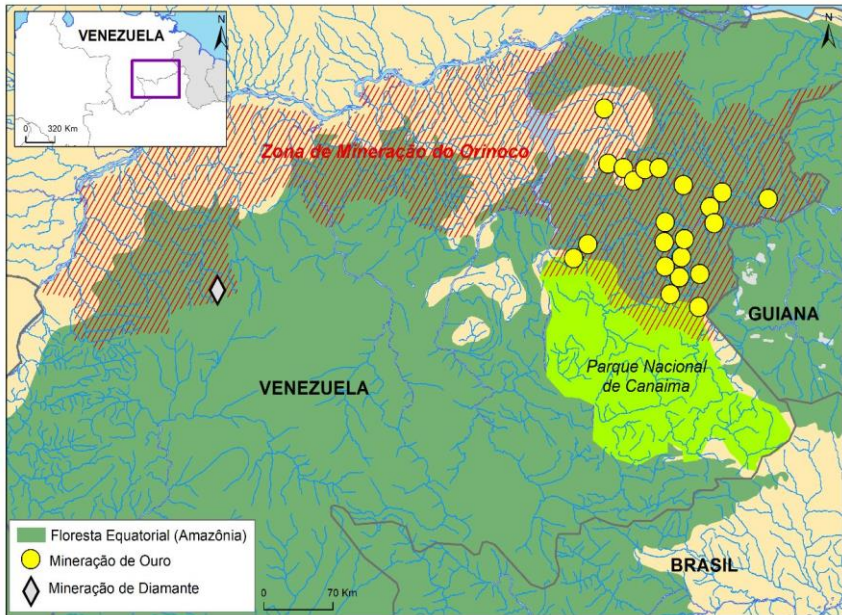 VENEZUELA
N
0 320 Km
N
Zona de Mineração do Orinoco
GUIANA
Parque Nacional
de Canaima
VENEZUELA
BRASIL
Floresta Equatorial (Amazônia)
Mineração de Ouro
Mineração de Diamante
0 70 Km